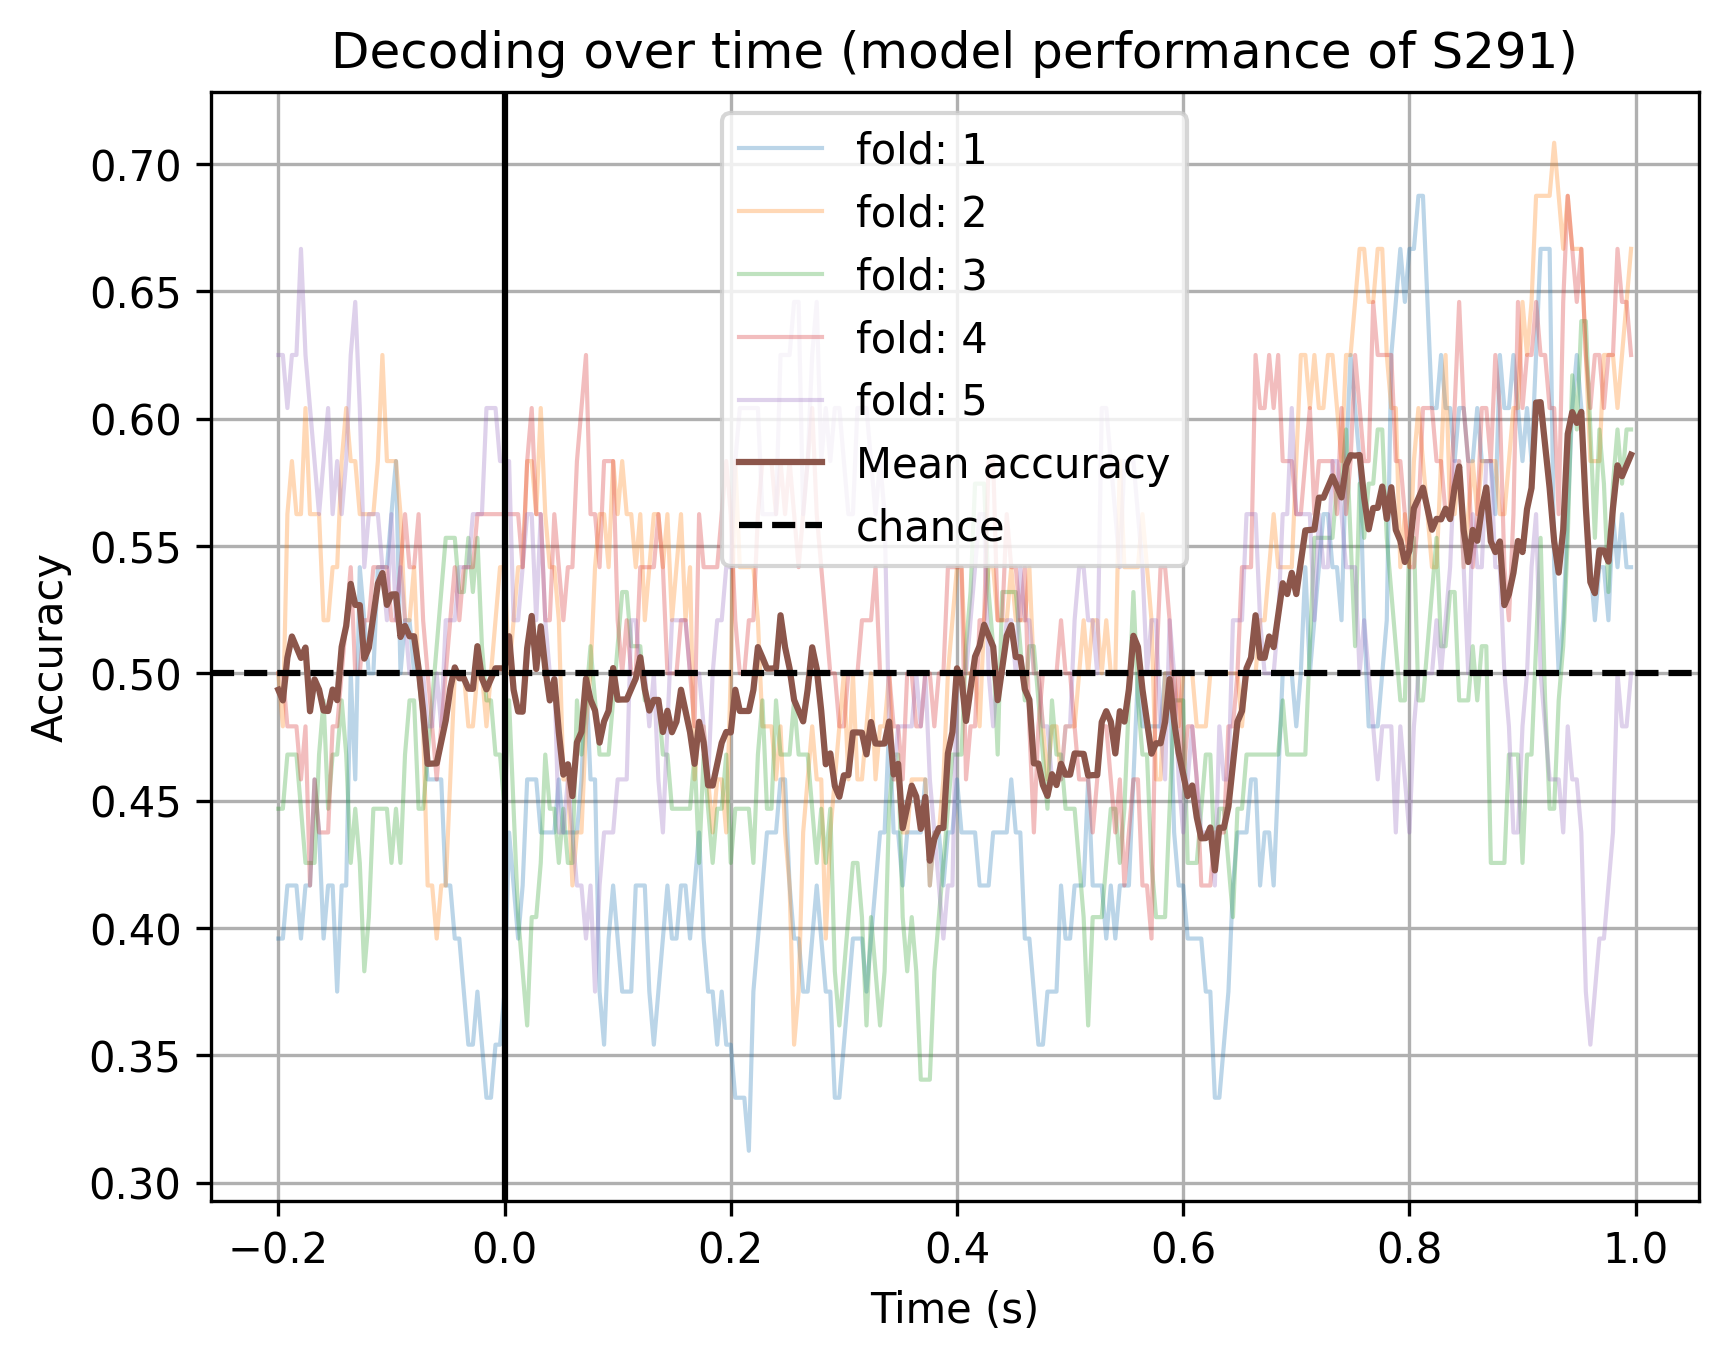 Decoding over time (model performance of S291)
fold: 1
fold: 2
fold: 3
fold: 4
fold: 5
Mean accuracy
chance
Accuracy
0.70
0.65
0.60
0.55
0.50
0.45
0.40
0.35
0.30
−0.2
0.0
0.2
0.4
0.6
0.8
1.0
Time (s)